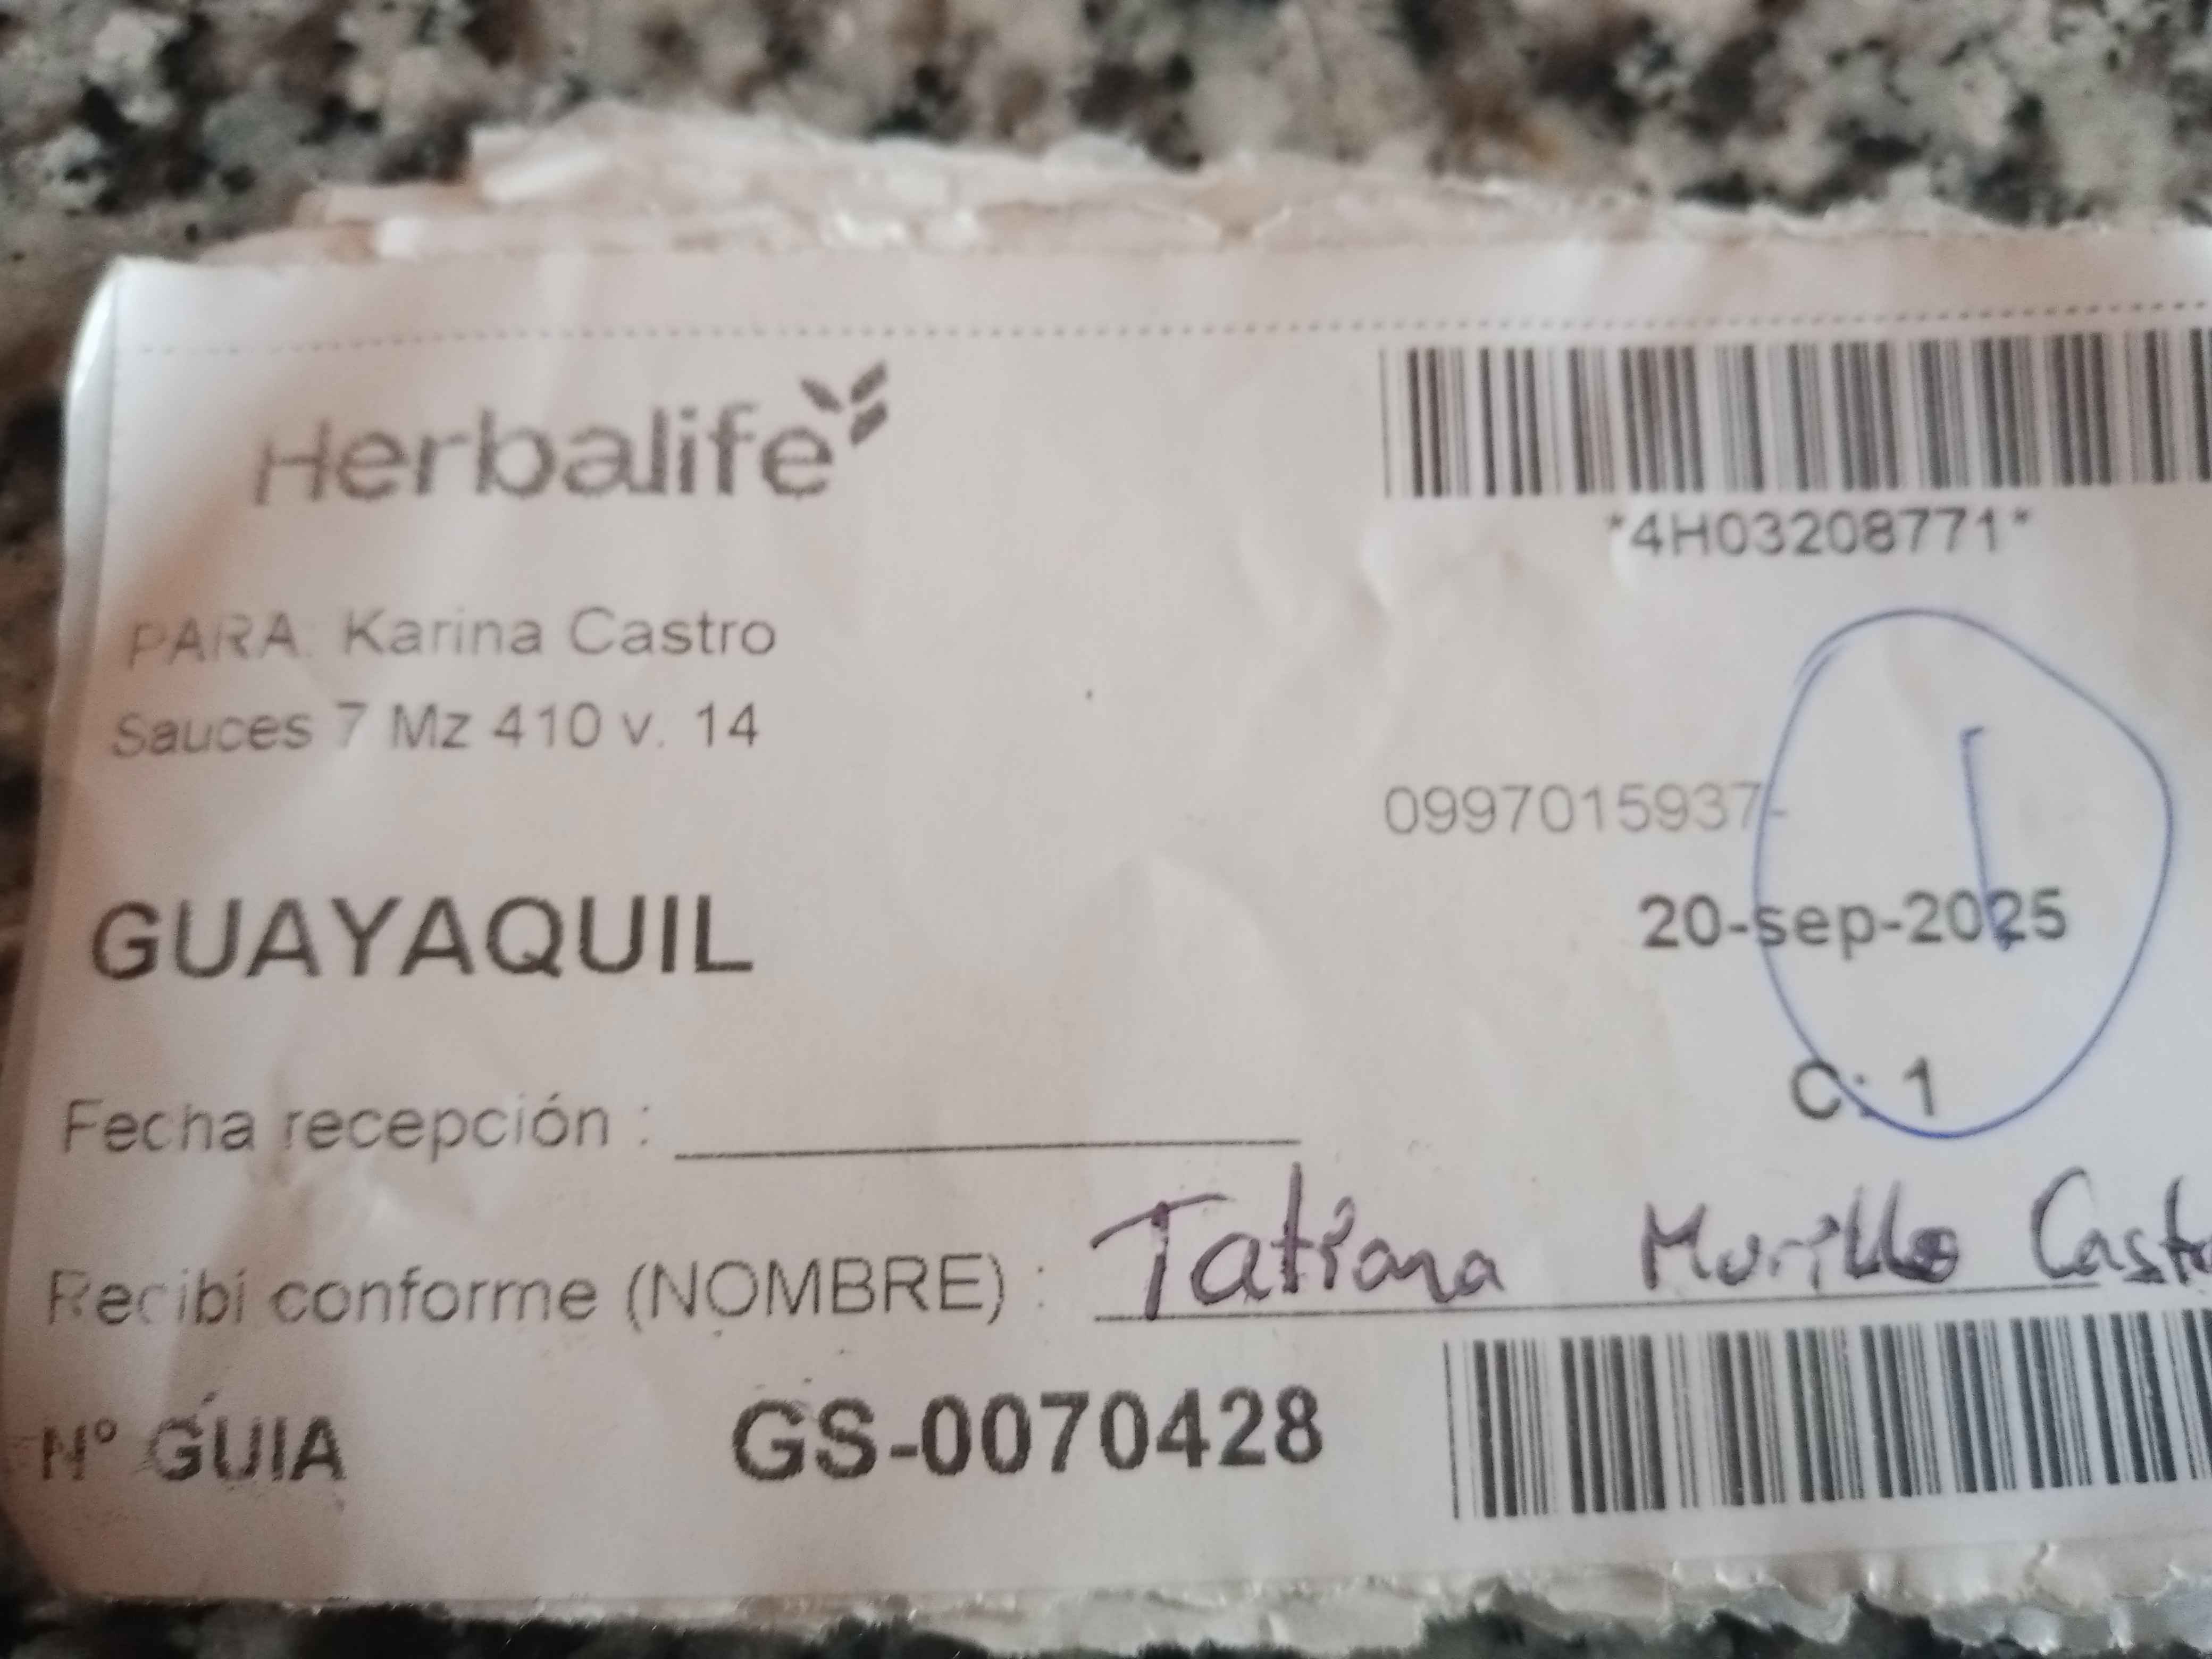 Herbalife
*4H03208771*
PARA: Karina Castro
Sauces 7 Mz 410 v. 14
0997015937-
GUAYAQUIL
20-sep-2025
1
C: 1
Fecha recepción :
Recibi conforme (NOMBRE) : Tatiana Murillo
N° GUIA GS-0070428